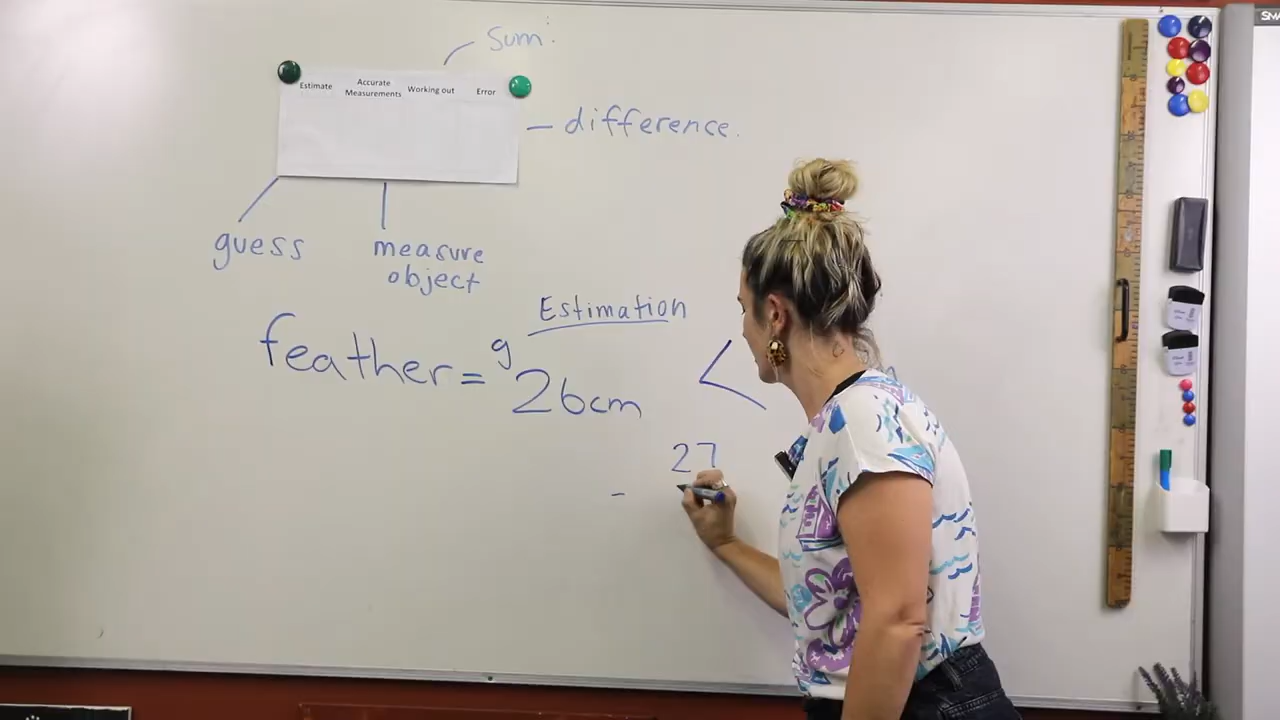 Sum:
Estimate
Accurate
Measurements
Working out
Error
difference.
guess
measure
object
Estimation
feather = g
26cm
<
27
-